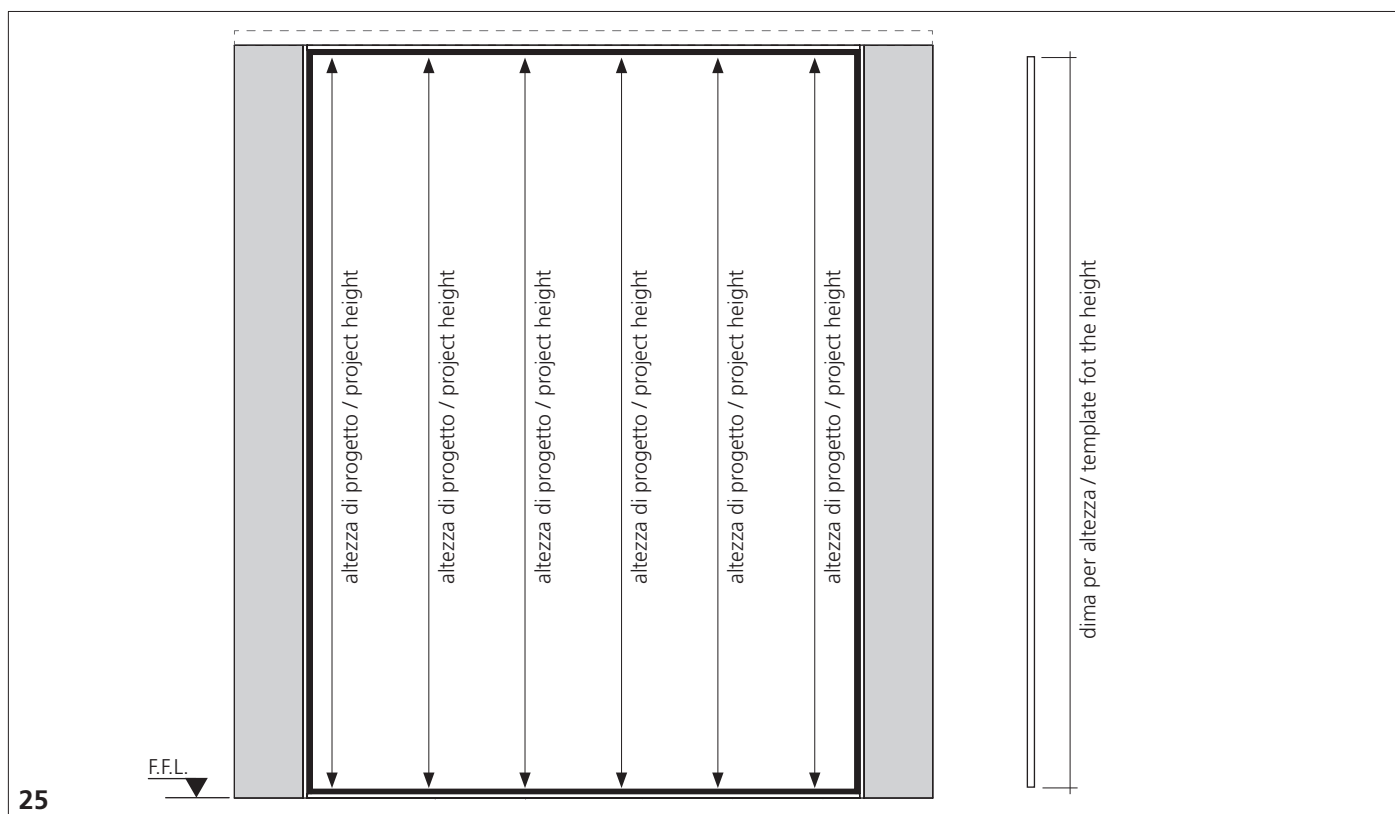 altezza di progetto / project height
altezza di progetto / project height
altezza di progetto / project height
altezza di progetto / project height
altezza di progetto / project height
altezza di progetto / project height
dima per altezza / template fot the height
F.F.L.
25